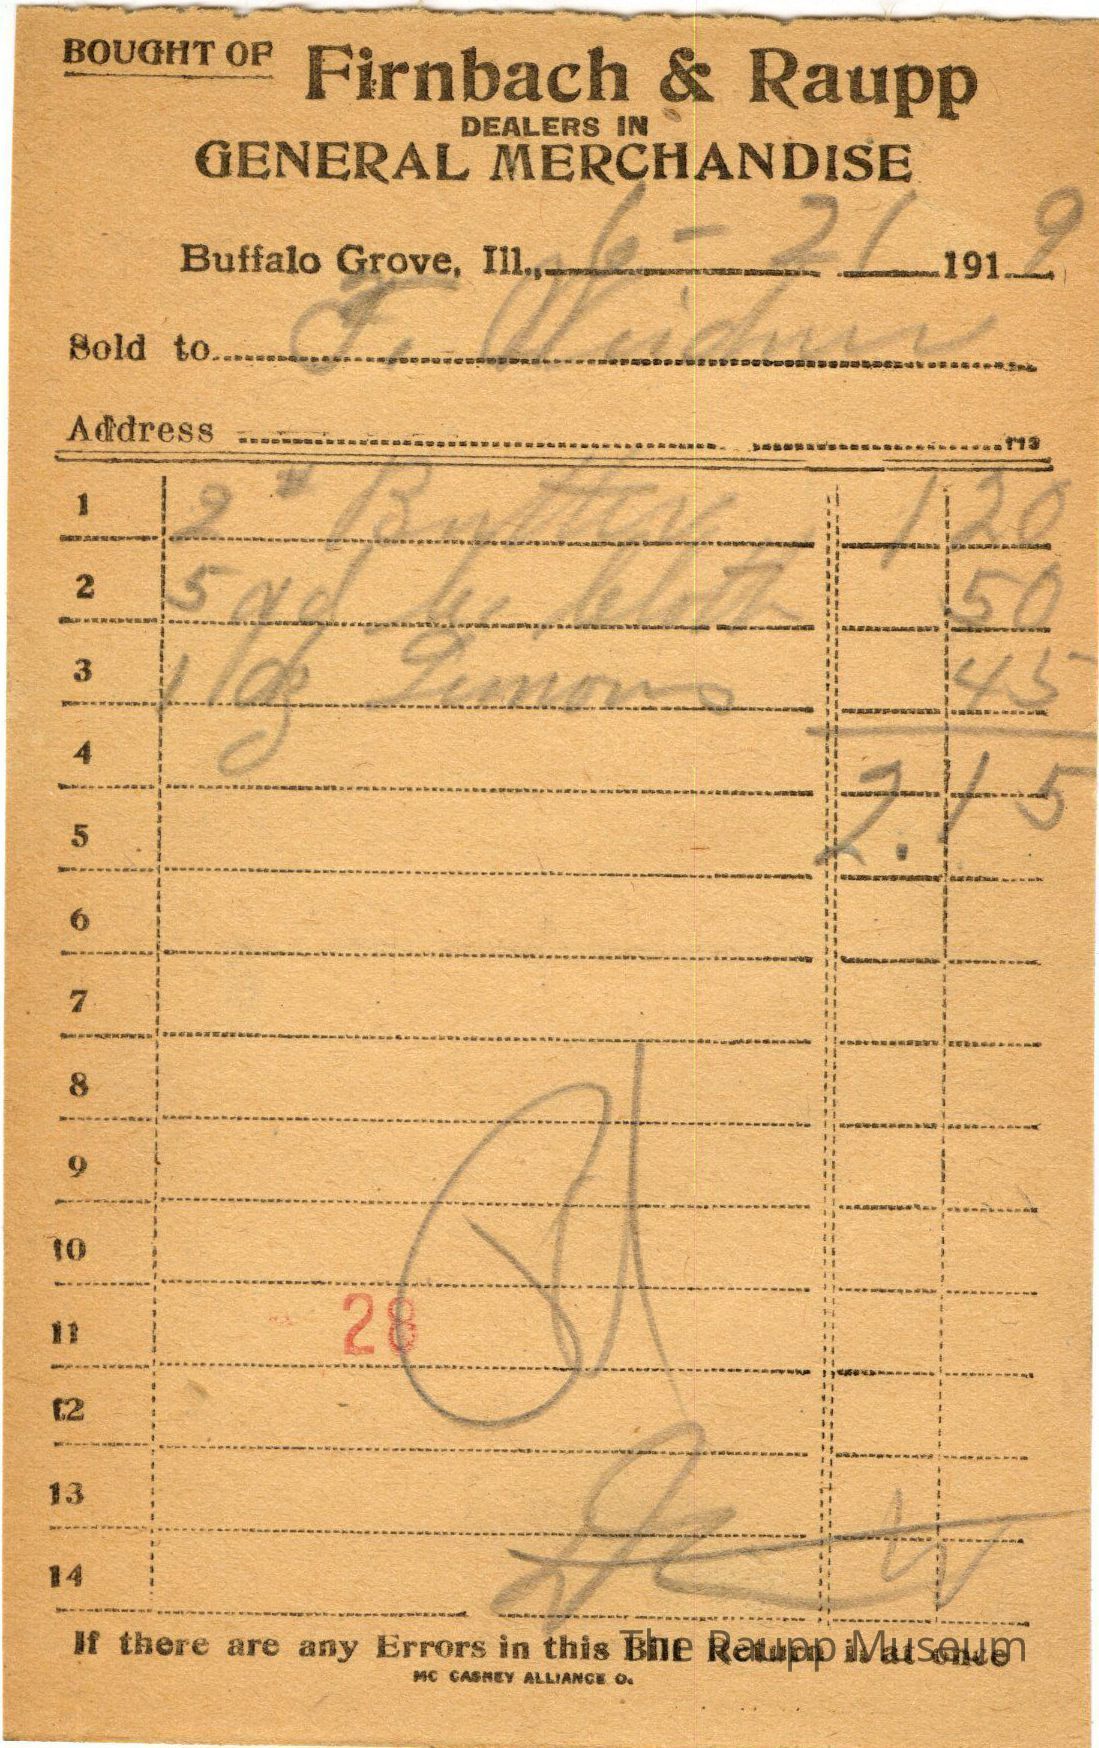 BOUGHT OF Firnbach & Raupp
DEALERS IN
GENERAL MERCHANDISE
Buffalo Grove, Ill., 6-21 1919
Sold to F. Weidner
Address
1 2 # Butter 1 20
2 5 yd cloth 50
3 1 dz Lemons 45
4 2.15
5
6
7
8
9
10
11 28
12
13
14
If there are any Errors in this Bill Return it at once
The Raupp Museum
MC CASKEY ALLIANCE O.